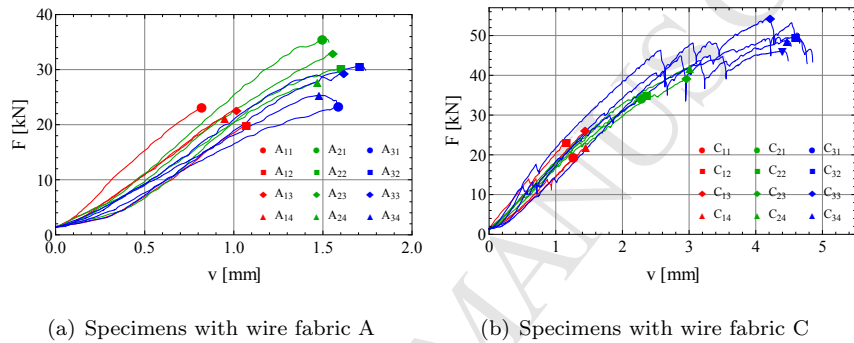 F [kN]
40
30
20
10
0
0.0 0.5 1.0 1.5 2.0
v [mm]
A11 A21 A31
A12 A22 A32
A13 A23 A33
A14 A24 A34
(a) Specimens with wire fabric A
F [kN]
50
40
30
20
10
0
0 1 2 3 4 5
v [mm]
C11 C21 C31
C12 C22 C32
C13 C23 C33
C14 C24 C34
(b) Specimens with wire fabric C